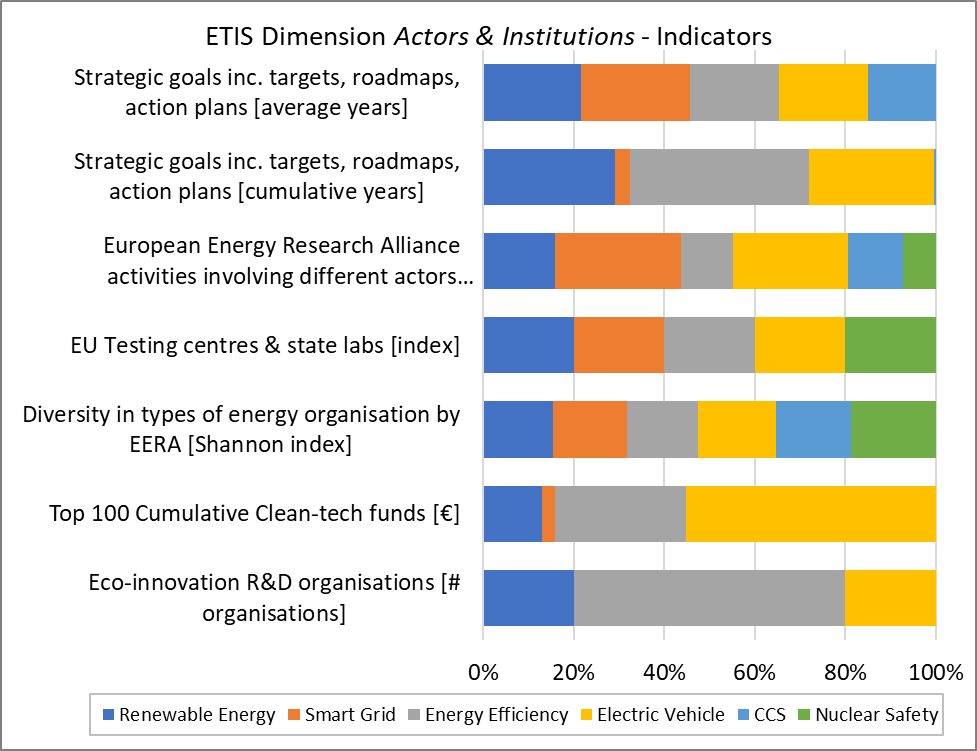 ETIS Dimension Actors & Institutions - Indicators
Strategic goals inc. targets, roadmaps,
action plans [average years]
Strategic goals inc. targets, roadmaps,
action plans [cumulative years]
European Energy Research Alliance
activities involving different actors...
EU Testing centres & state labs [index]
Diversity in types of energy organisation by
EERA [Shannon index]
Top 100 Cumulative Clean-tech funds [€]
Eco-innovation R&D organisations [#
organisations]
0% 20% 40% 60% 80% 100%
Renewable Energy Smart Grid Energy Efficiency Electric Vehicle CCS Nuclear Safety